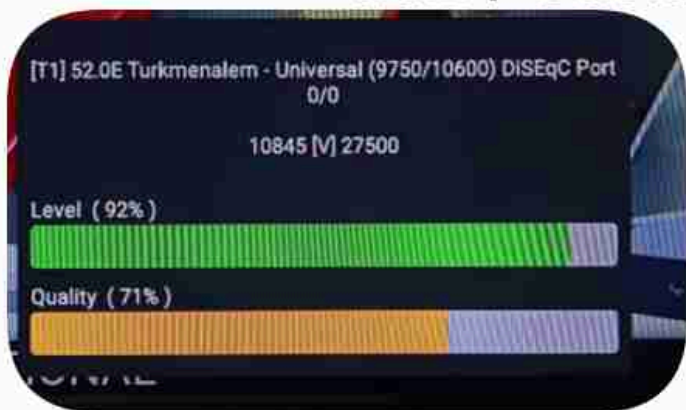 [T1] 52.0E Turkmenalem - Universal (9750/10600) DiSEqC Port
0/0
10845 [V] 27500
Level ( 92% )
Quality ( 71% )